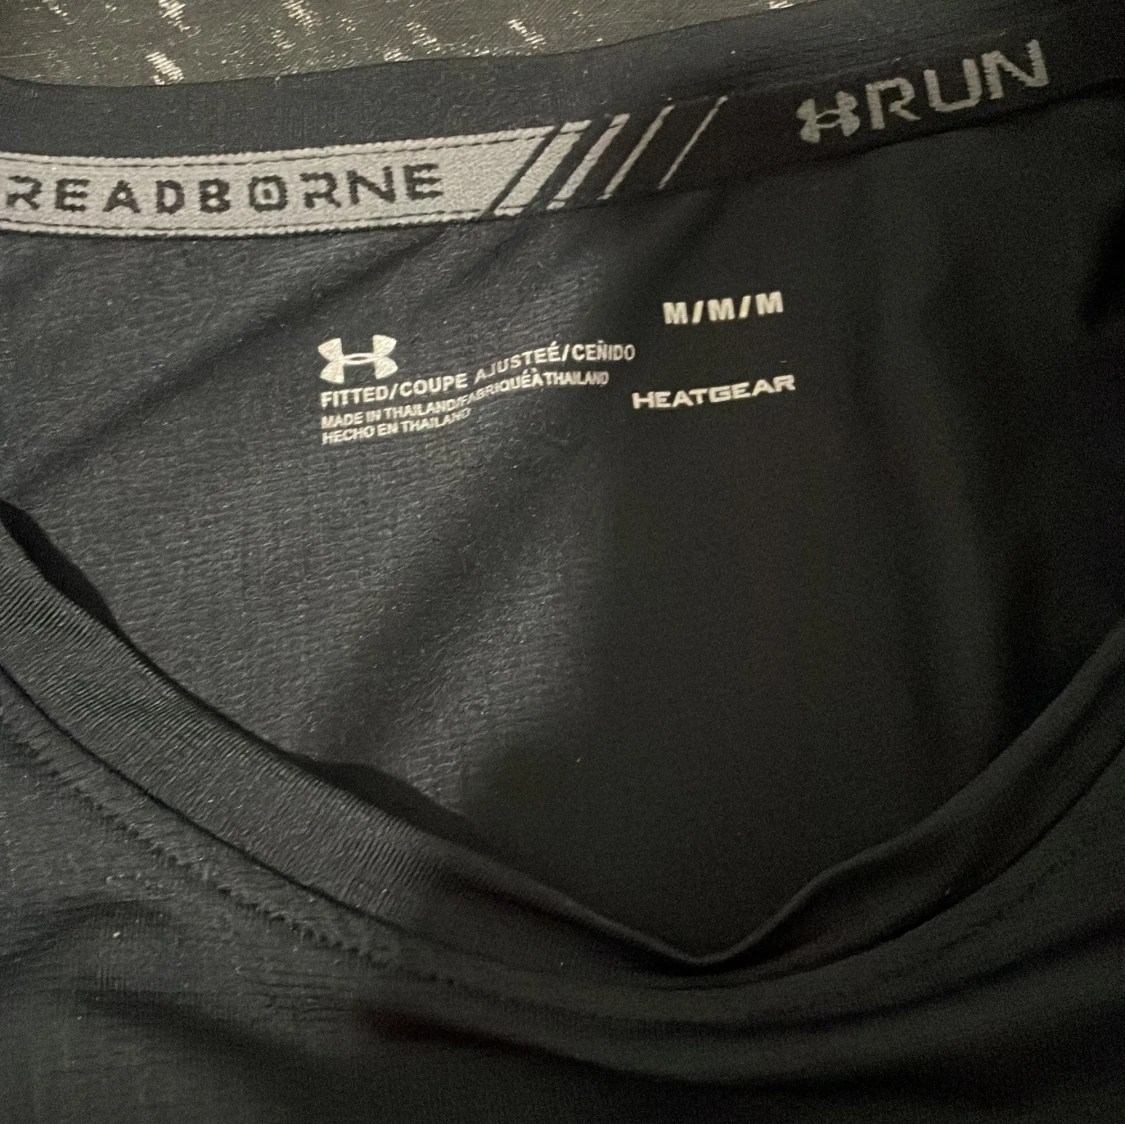 RUN
READBORNE
M/M/M
FITTED/COUPE AJUSTEÉ/CEÑIDO
MADE IN THAILAND/FABRIQUÉ À THAILAND
HECHO EN THAILAND
HEATGEAR